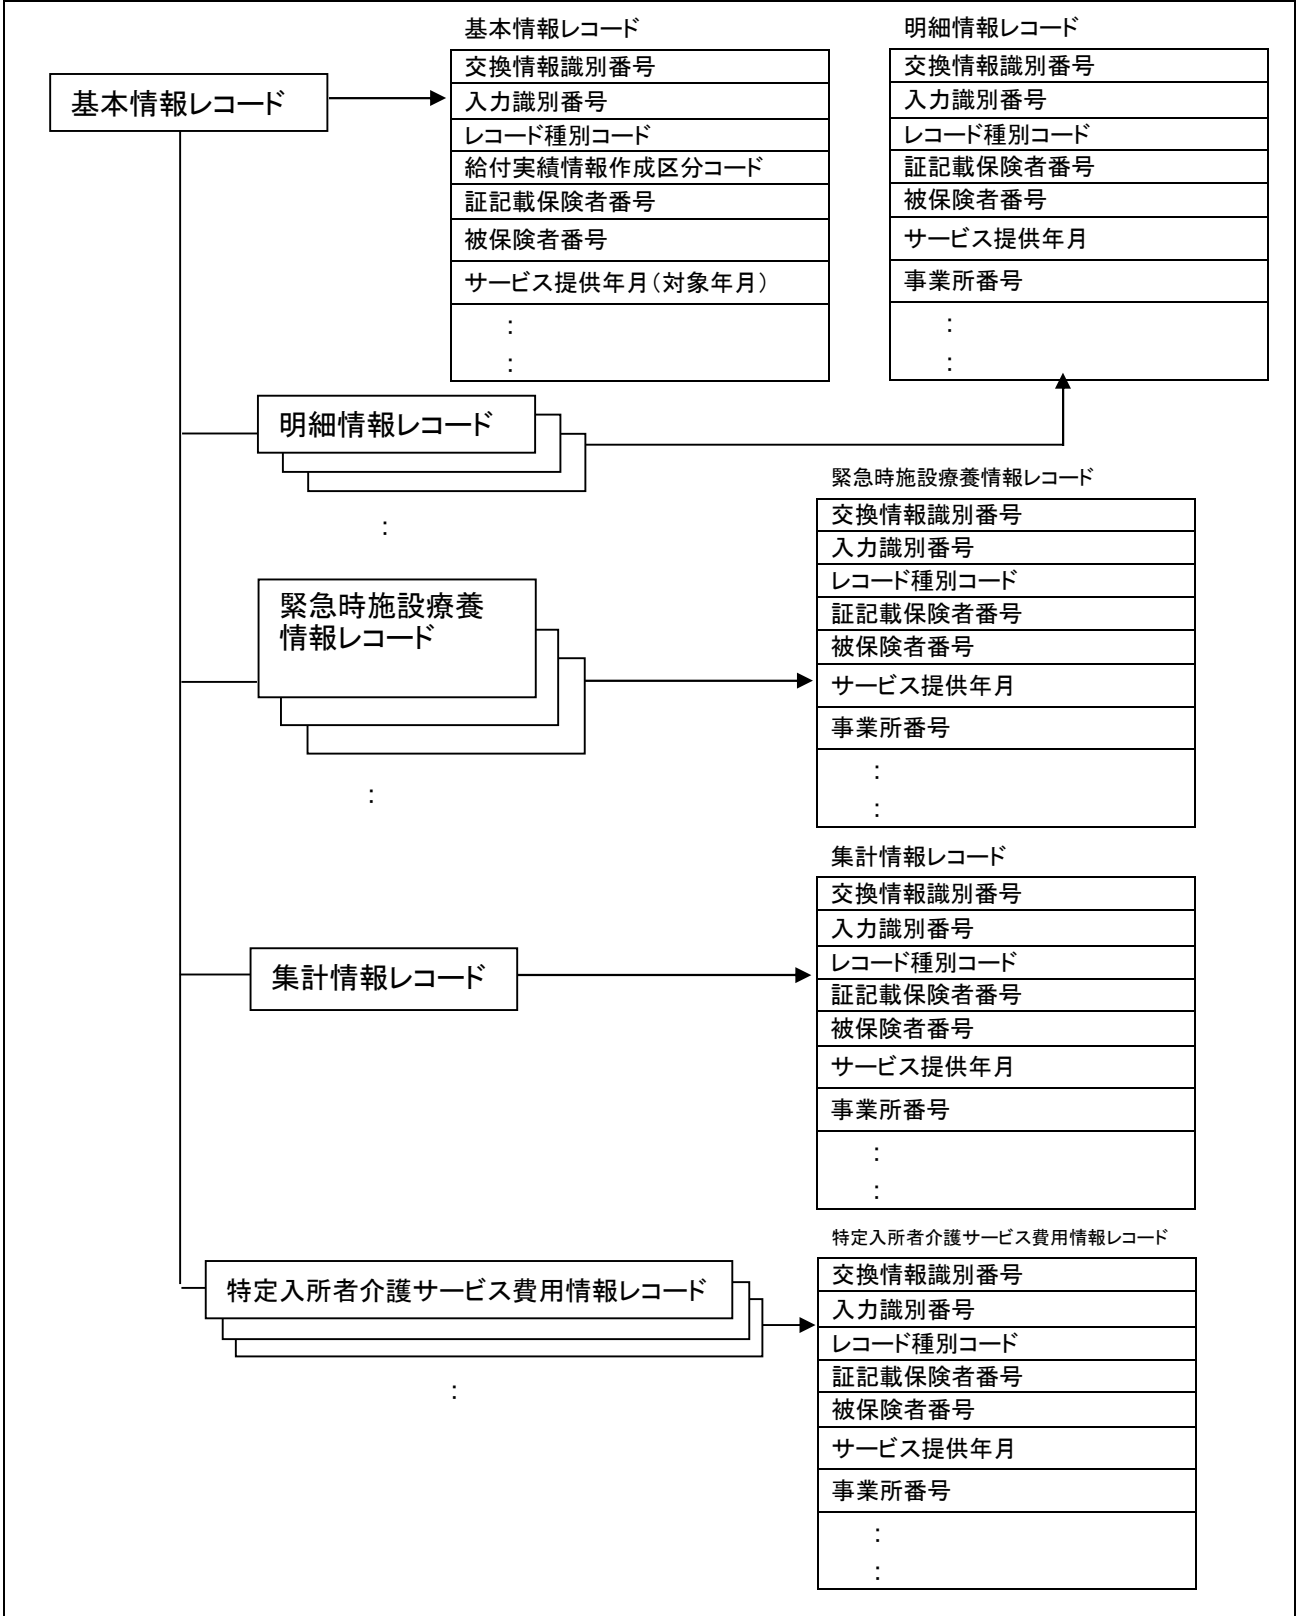 基本情報レコード
基本情報レコード
交換情報識別番号
入力識別番号
レコード種別コード
給付実績情報作成区分コード
証記載保険者番号
被保険者番号
サービス提供年月（対象年月）
：
：
明細情報レコード
交換情報識別番号
入力識別番号
レコード種別コード
証記載保険者番号
被保険者番号
サービス提供年月
事業所番号
：
：
明細情報レコード
：
緊急時施設療養情報レコード
交換情報識別番号
入力識別番号
レコード種別コード
証記載保険者番号
被保険者番号
サービス提供年月
事業所番号
：
：
緊急時施設療養
情報レコード
：
集計情報レコード
交換情報識別番号
入力識別番号
レコード種別コード
証記載保険者番号
被保険者番号
サービス提供年月
事業所番号
：
：
集計情報レコード
特定入所者介護サービス費用情報レコード
交換情報識別番号
入力識別番号
レコード種別コード
証記載保険者番号
被保険者番号
サービス提供年月
事業所番号
：
：
特定入所者介護サービス費用情報レコード
：